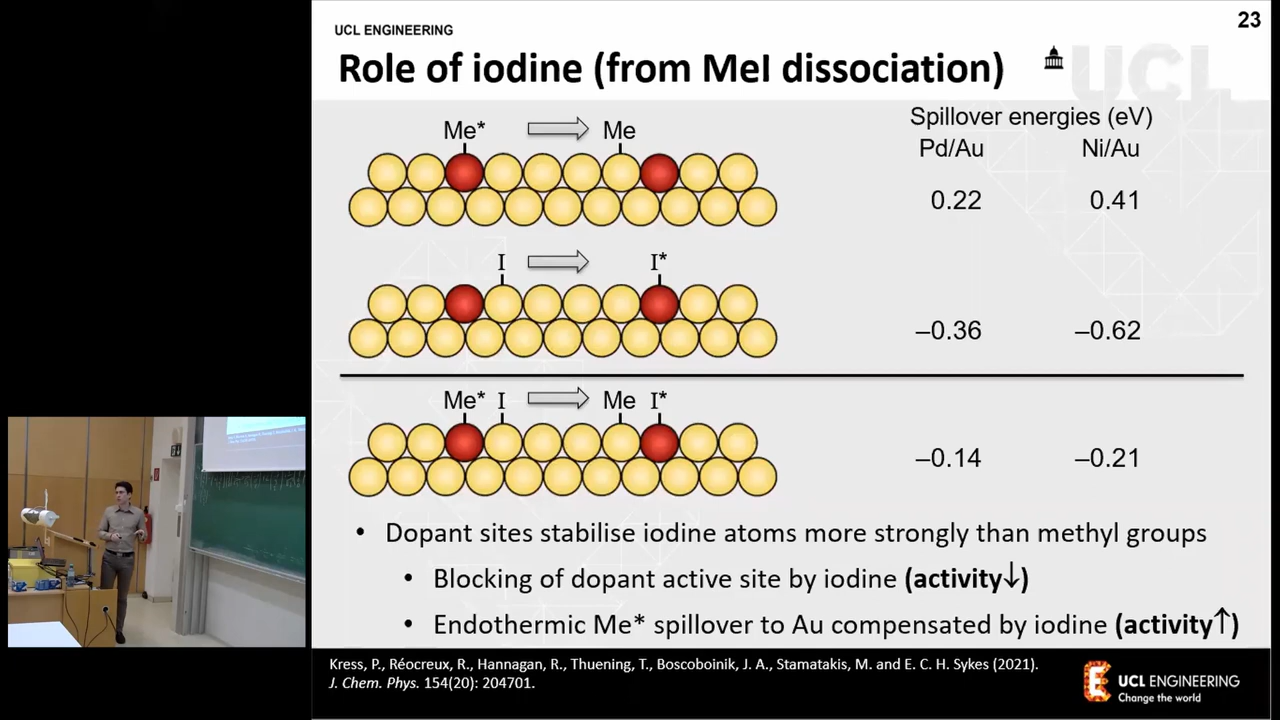 23
UCL ENGINEERING
Role of iodine (from MeI dissociation)
UCL
Spillover energies (eV)
Pd/Au Ni/Au
Me* Me
0.22 0.41
I I*
–0.36 –0.62
Me* I Me I*
–0.14 –0.21
• Dopant sites stabilise iodine atoms more strongly than methyl groups
• Blocking of dopant active site by iodine (activity↓)
• Endothermic Me* spillover to Au compensated by iodine (activity↑)
Kress, P., Réocreux, R., Hannagan, R., Thuening, T., Boscoboinik, J. A., Stamatakis, M. and E. C. H. Sykes (2021).
J. Chem. Phys. 154(20): 204701.
UCL ENGINEERING
Change the world